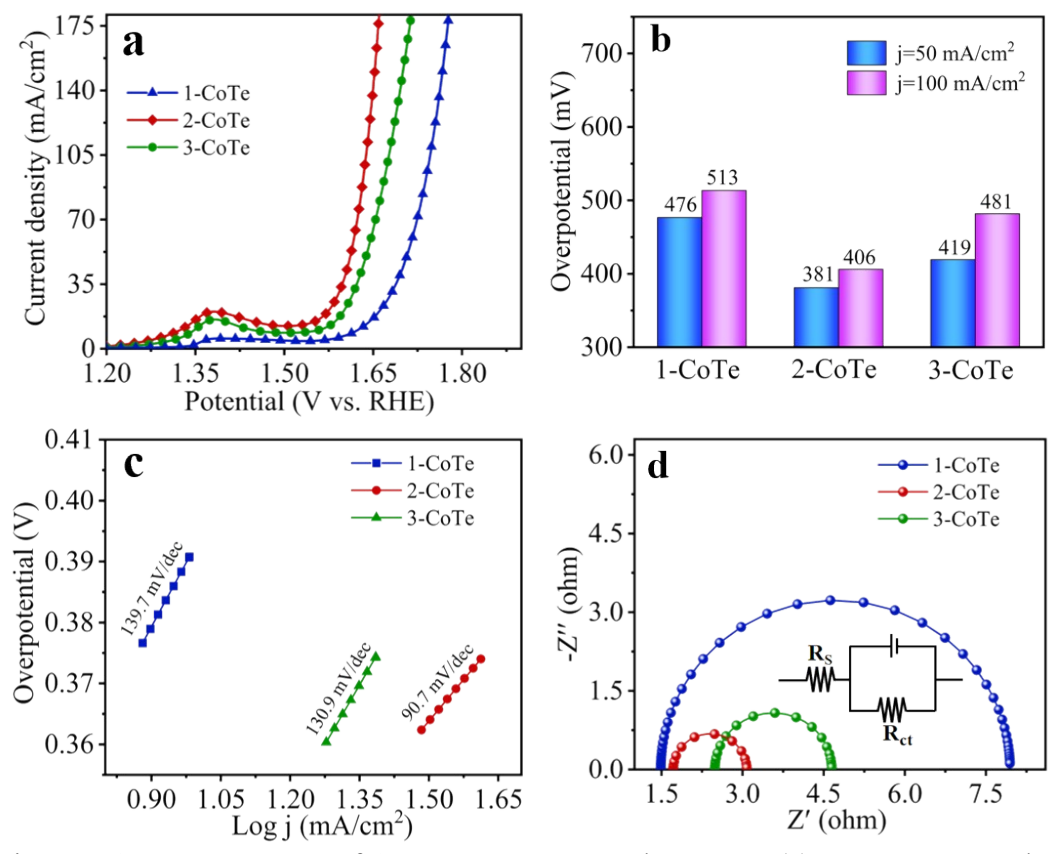 a
175
140
105
70
35
0
Current density (mA/cm²)
1-CoTe
2-CoTe
3-CoTe
1.20 1.35 1.50 1.65 1.80
Potential (V vs. RHE)
b
700
600
500
400
300
Overpotential (mV)
j=50 mA/cm²
j=100 mA/cm²
476 513
381 406
419 481
1-CoTe 2-CoTe 3-CoTe
c
0.41
0.40
0.39
0.38
0.37
0.36
Overpotential (V)
1-CoTe
2-CoTe
3-CoTe
139.7 mV/dec
130.9 mV/dec
90.7 mV/dec
0.90 1.05 1.20 1.35 1.50 1.65
Log j (mA/cm²)
d
6.0
4.5
3.0
1.5
0.0
-Z′′ (ohm)
1-CoTe
2-CoTe
3-CoTe
Rs
Rct
1.5 3.0 4.5 6.0 7.5
Z′ (ohm)